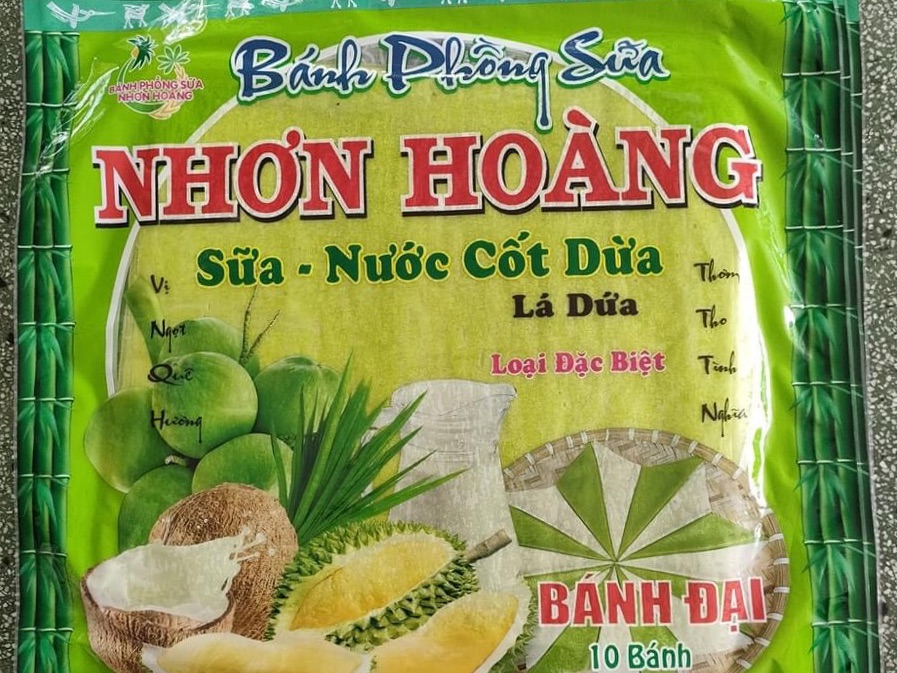 Bánh Phồng Sữa
BÁNH PHỒNG SỮA
NHƠN HOÀNG
NHƠN HOÀNG
Sữa - Nước Cốt Dừa
Lá Dứa
Loại Đặc Biệt
Vị
Ngọt
Quê
Hương
Thơm
Tho
Tình
Nghĩa
BÁNH ĐẠI
10 Bánh